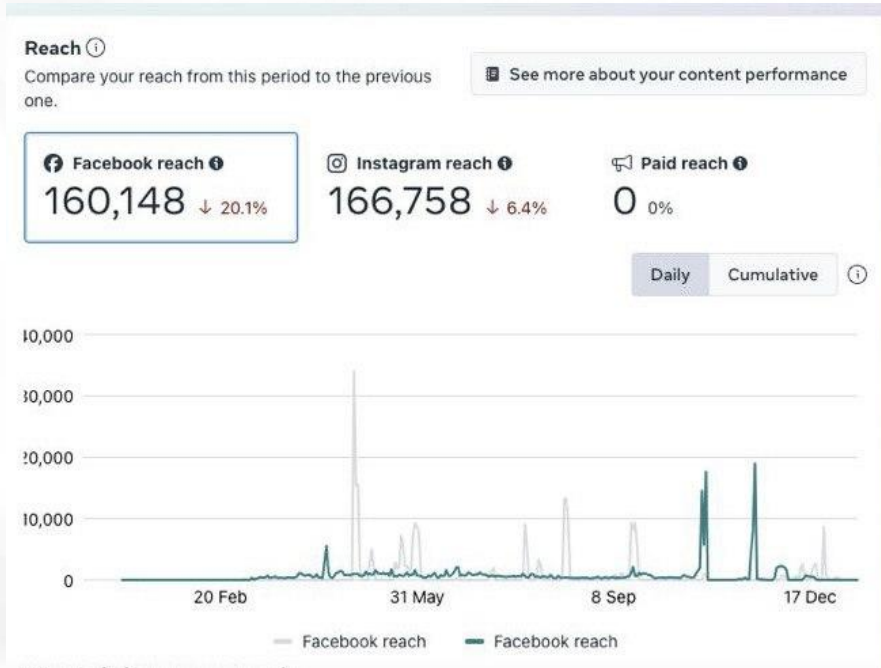 Reach
Compare your reach from this period to the previous
one.
See more about your content performance
Facebook reach
160,148 ↓ 20.1%
Instagram reach
166,758 ↓ 6.4%
Paid reach
0 0%
Daily Cumulative
0,000
0,000
0,000
10,000
0
20 Feb 31 May 8 Sep 17 Dec
Facebook reach Facebook reach